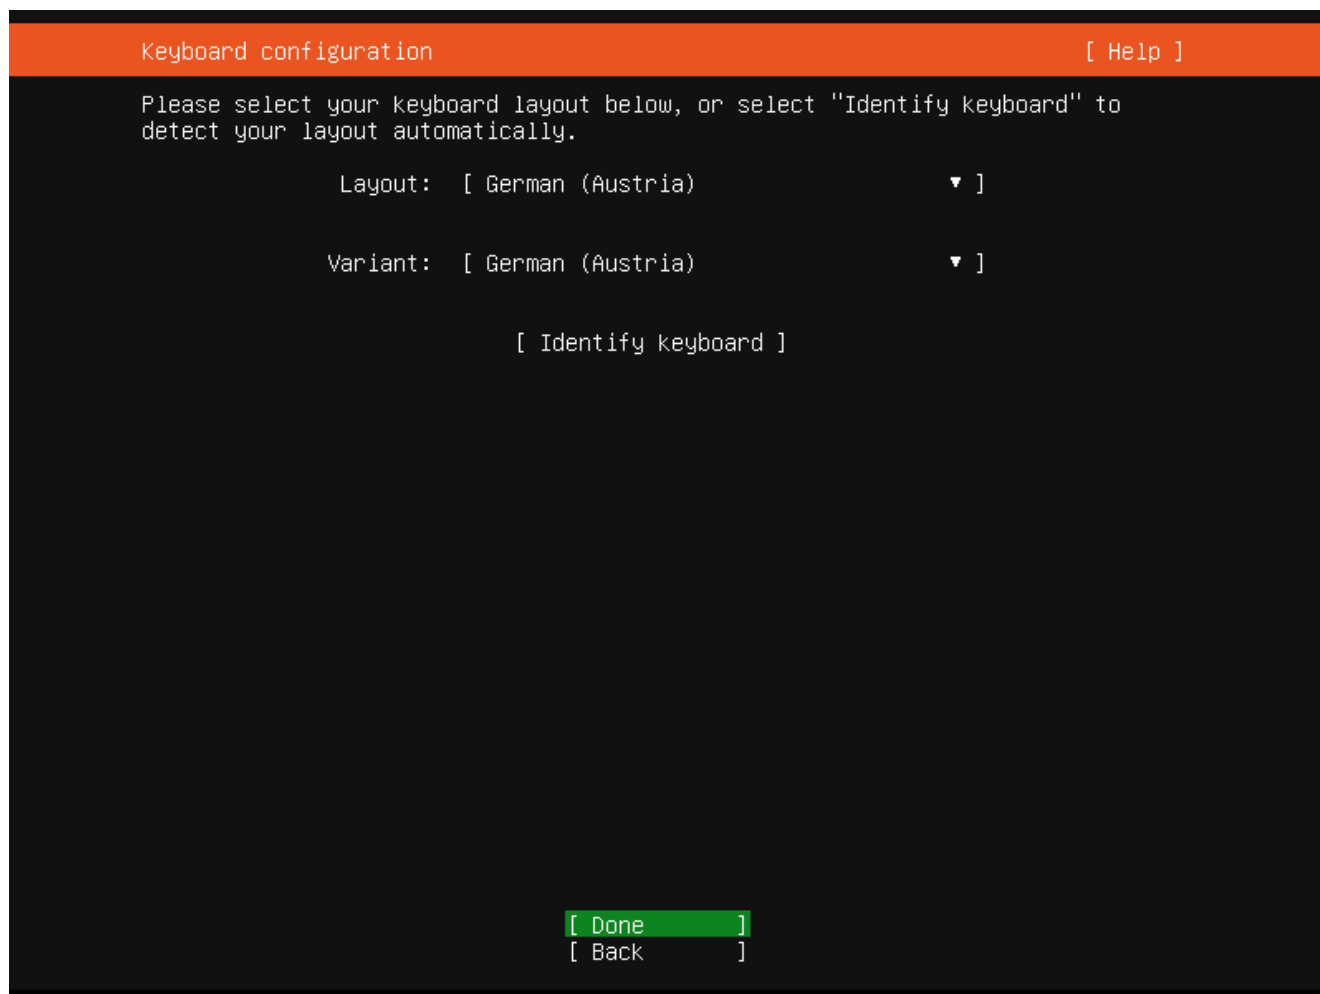 Keyboard configuration [ Help ]
Please select your keyboard layout below, or select "Identify keyboard" to
detect your layout automatically.
Layout: [ German (Austria) ▾ ]
Variant: [ German (Austria) ▾ ]
[ Identify keyboard ]
[ Done ]
[ Back ]